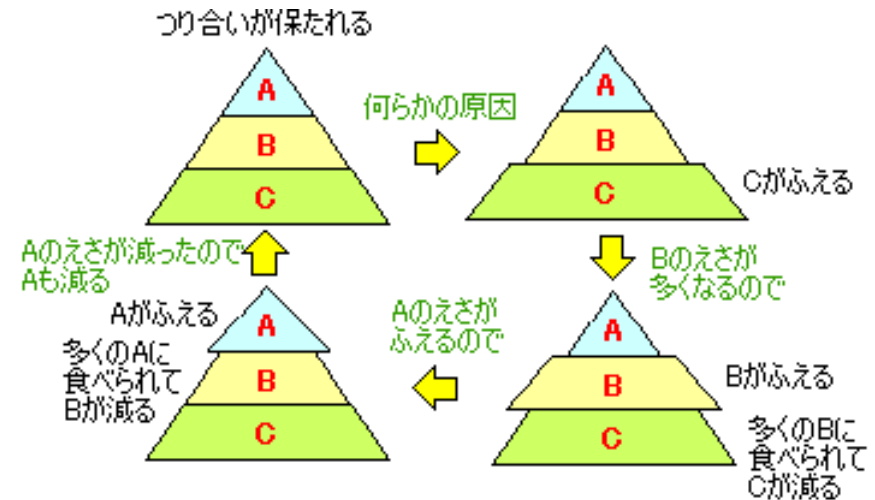 つり合いが保たれる
A
B
C
何らかの原因
A
B
C
Cがふえる
Bのえさが
多くなるので
A
B
C
Bがふえる
多くのBに
食べられて
Cが減る
Aのえさが
ふえるので
Aがふえる
多くのAに
食べられて
Bが減る
A
B
C
Aのえさが減ったので
Aも減る